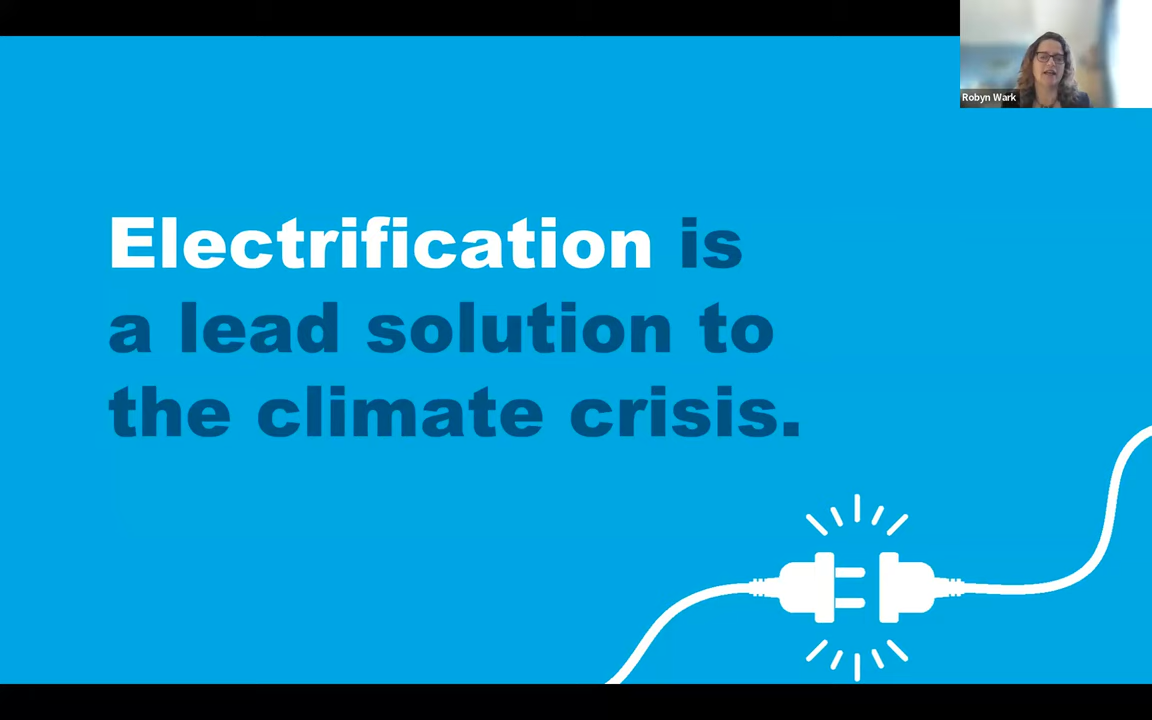 Robyn Wark
Electrification is
a lead solution to
the climate crisis.